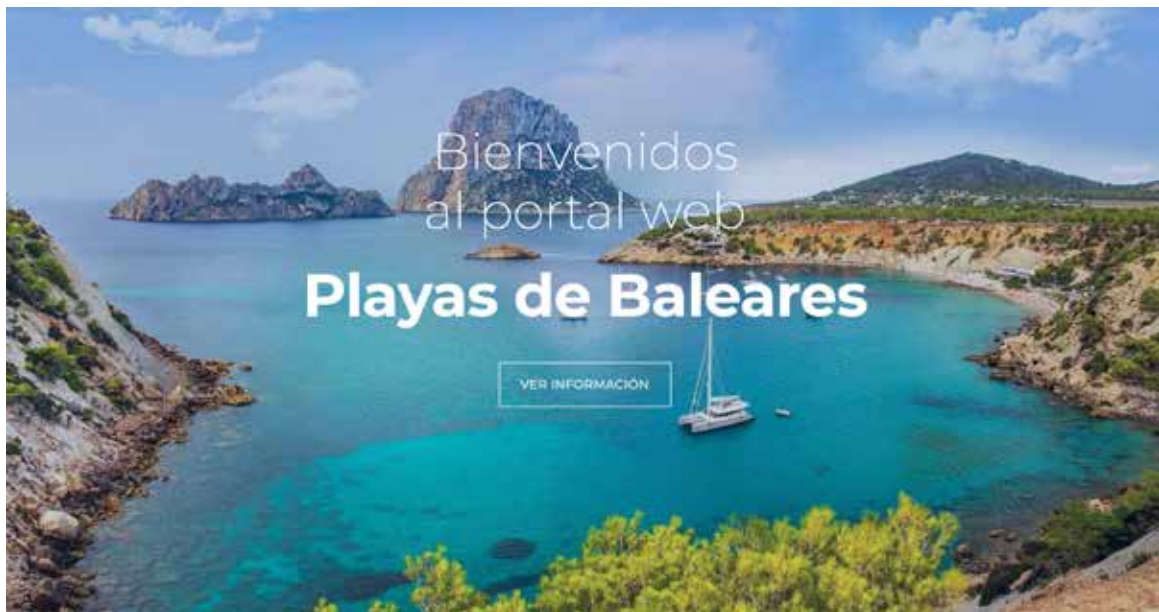 Bienvenidos
al portal web
Playas de Baleares
VER INFORMACIÓN